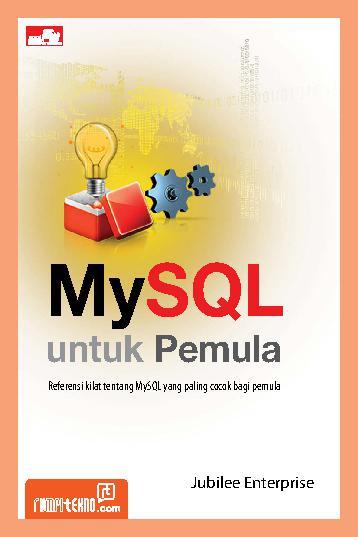 MySQL
untuk Pemula
Referensi kilat tentang MySQL yang paling cocok bagi pemula
Jubilee Enterprise
rumahtekno.com